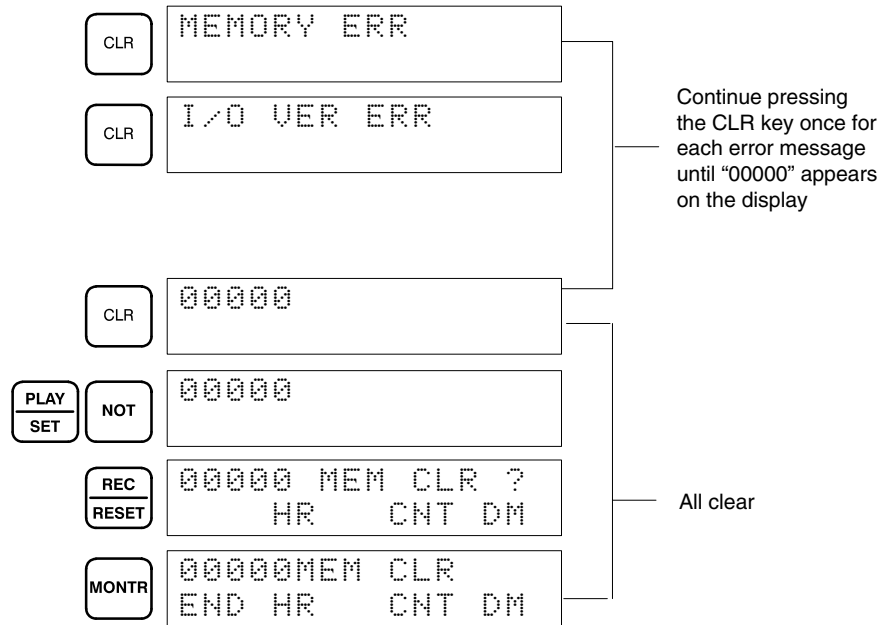 CLR
MEMORY ERR
CLR
I/O VER ERR
Continue pressing
the CLR key once for
each error message
until “00000” appears
on the display
CLR
00000
PLAY
SET
NOT
00000
REC
RESET
00000 MEM CLR ?
HR CNT DM
All clear
MONTR
00000MEM CLR
END HR CNT DM